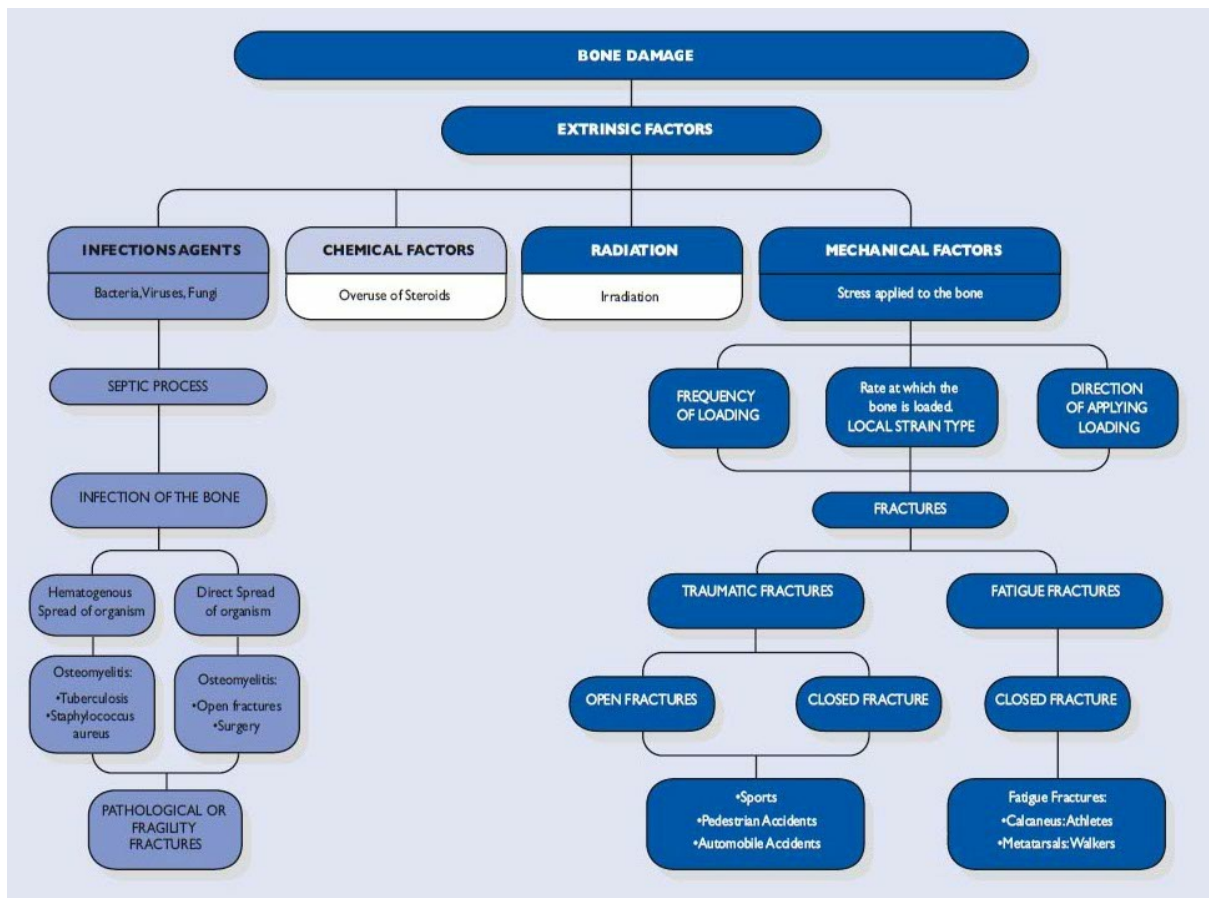 BONE DAMAGE
EXTRINSIC FACTORS
INFECTIONS AGENTS
Bacteria, Viruses, Fungi
CHEMICAL FACTORS
Overuse of Steroids
RADIATION
Irradiation
MECHANICAL FACTORS
Stress applied to the bone
SEPTIC PROCESS
FREQUENCY
OF LOADING
Rate at which the
bone is loaded.
LOCAL STRAIN TYPE
DIRECTION
OF APPLYING
LOADING
INFECTION OF THE BONE
FRACTURES
Hematogenous
Spread of organism
Direct Spread
of organism
TRAUMATIC FRACTURES
FATIGUE FRACTURES
Osteomyelitis:
•Tuberculosis
•Staphylococcus
aureus
Osteomyelitis:
•Open fractures
•Surgery
OPEN FRACTURES
CLOSED FRACTURE
CLOSED FRACTURE
PATHOLOGICAL OR
FRAGILITY
FRACTURES
•Sports
•Pedestrian Accidents
•Automobile Accidents
Fatigue Fractures:
•Calcaneus: Athletes
•Metatarsals: Walkers